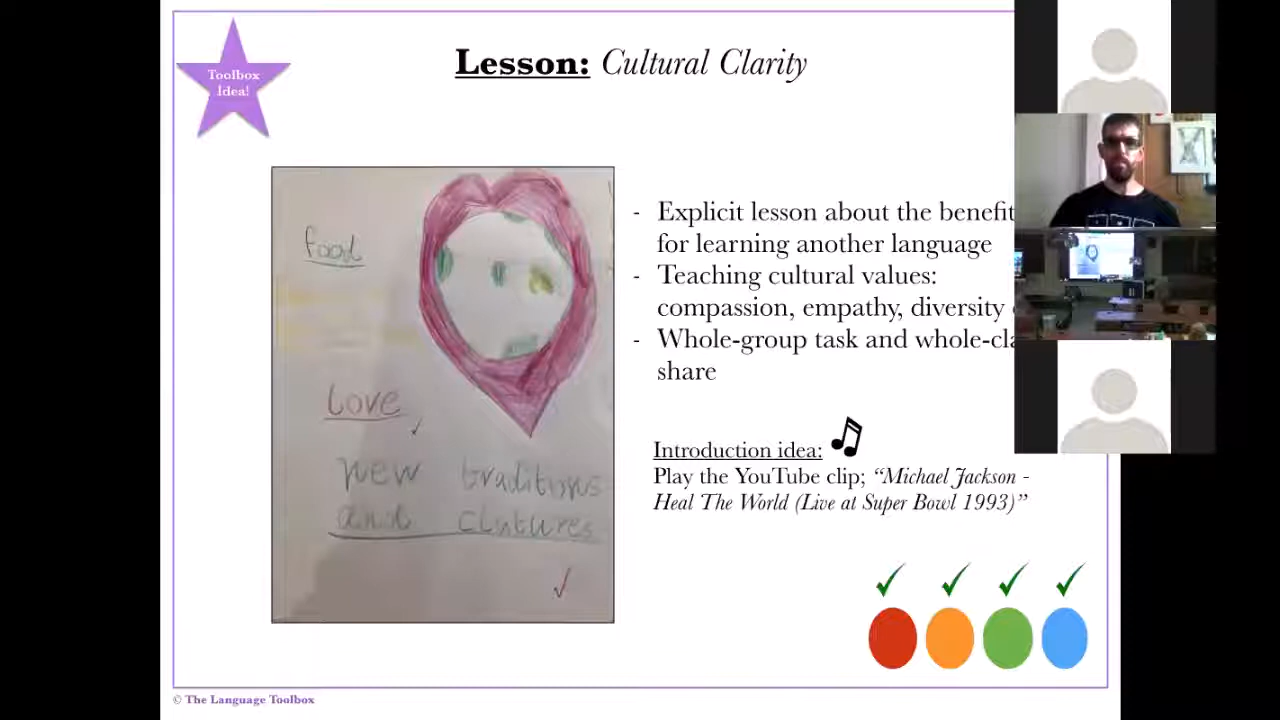 Toolbox
Idea!
Lesson: Cultural Clarity
food
love
new traditions
and clutures
- Explicit lesson about the benefit
for learning another language
- Teaching cultural values:
compassion, empathy, diversity
- Whole-group task and whole-cla
share
Introduction idea:
Play the YouTube clip; “Michael Jackson -
Heal The World (Live at Super Bowl 1993)”
© The Language Toolbox